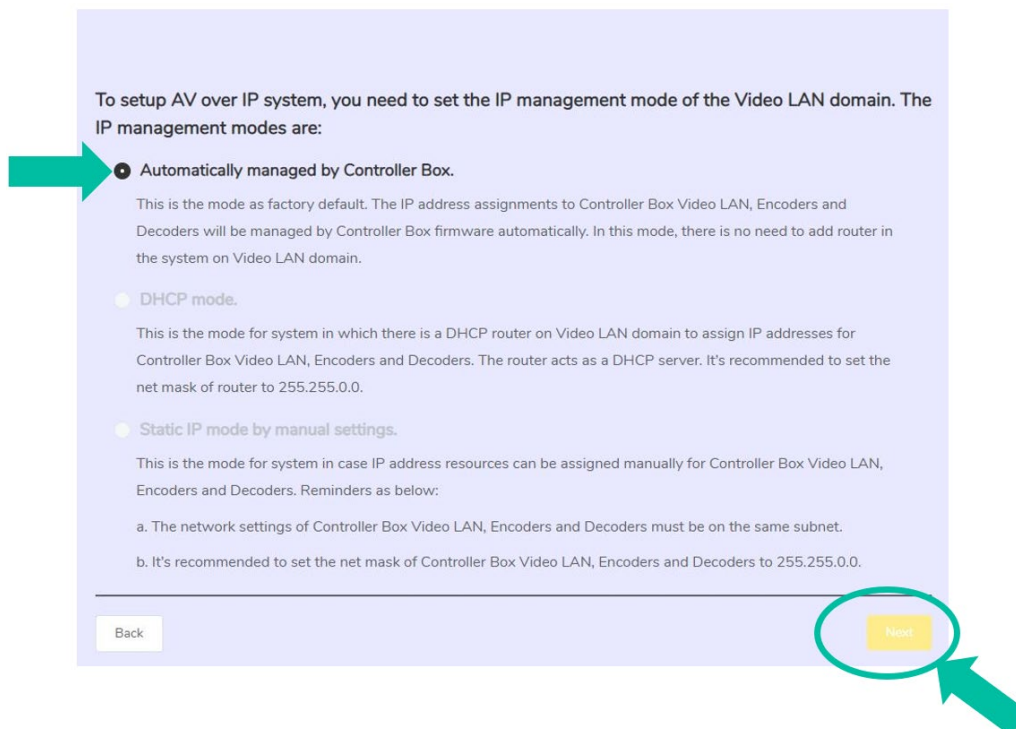 To setup AV over IP system, you need to set the IP management mode of the Video LAN domain. The
IP management modes are:
Automatically managed by Controller Box.
This is the mode as factory default. The IP address assignments to Controller Box Video LAN, Encoders and
Decoders will be managed by Controller Box firmware automatically. In this mode, there is no need to add router in
the system on Video LAN domain.
DHCP mode.
This is the mode for system in which there is a DHCP router on Video LAN domain to assign IP addresses for
Controller Box Video LAN, Encoders and Decoders. The router acts as a DHCP server. It's recommended to set the
net mask of router to 255.255.0.0.
Static IP mode by manual settings.
This is the mode for system in case IP address resources can be assigned manually for Controller Box Video LAN,
Encoders and Decoders. Reminders as below:
a. The network settings of Controller Box Video LAN, Encoders and Decoders must be on the same subnet.
b. It's recommended to set the net mask of Controller Box Video LAN, Encoders and Decoders to 255.255.0.0.
Back
Next